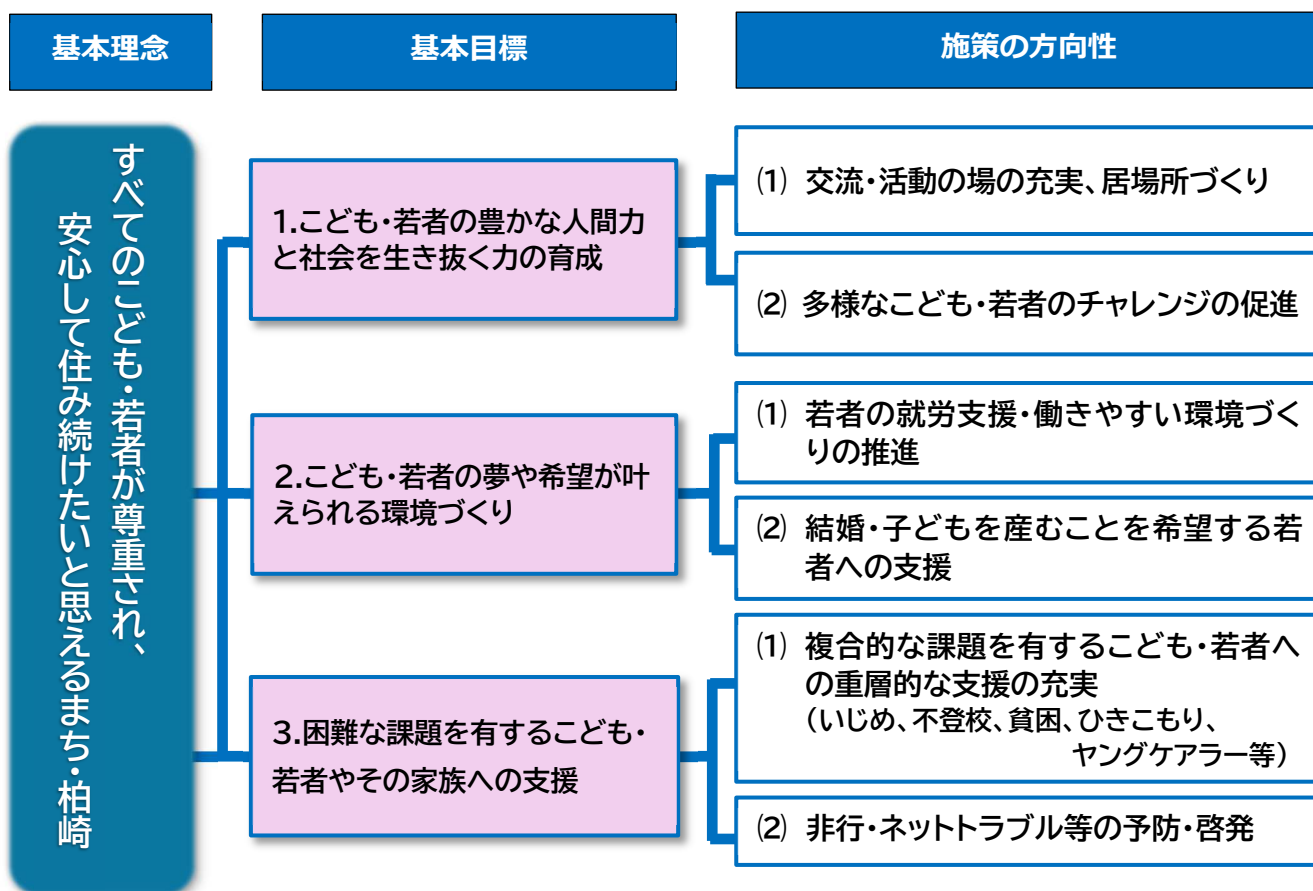 基本理念
基本目標
施策の方向性
すべてのこども・若者が尊重され、
安心して住み続けたいと思えるまち・柏崎
1.こども・若者の豊かな人間力
と社会を生き抜く力の育成
⑴ 交流・活動の場の充実、居場所づくり
⑵ 多様なこども・若者のチャレンジの促進
2.こども・若者の夢や希望が叶
えられる環境づくり
⑴ 若者の就労支援・働きやすい環境づく
りの推進
⑵ 結婚・子どもを産むことを希望する若
者への支援
3.困難な課題を有するこども・
若者やその家族への支援
⑴ 複合的な課題を有するこども・若者へ
の重層的な支援の充実
（いじめ、不登校、貧困、ひきこもり、
ヤングケアラー等）
⑵ 非行・ネットトラブル等の予防・啓発